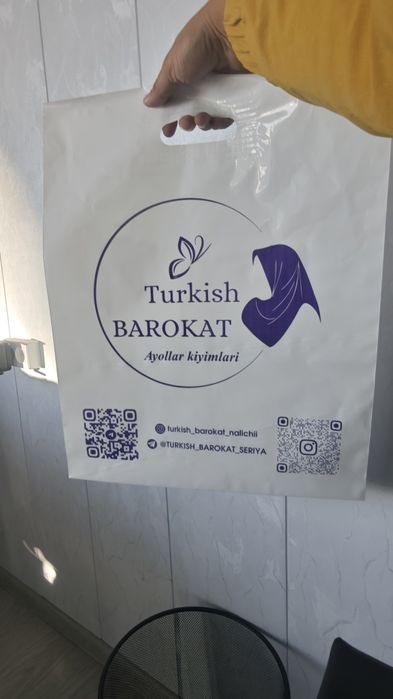 Turkish
BAROKAT
Ayollar kiyimlari
turkish_barokat_nalichii
@TURKISH_BAROKAT_SERIYA